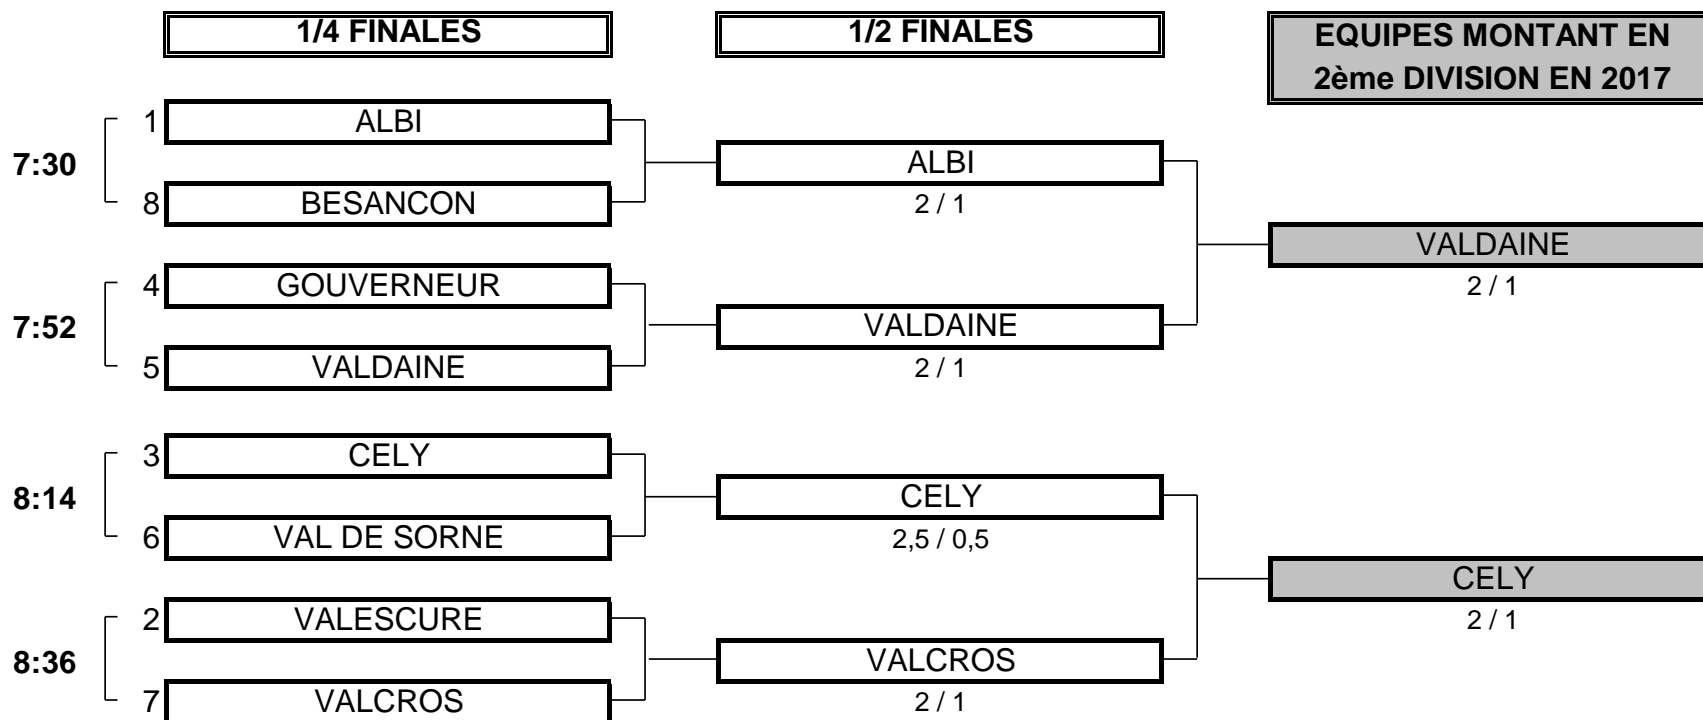 1/4 FINALES
1/2 FINALES
EQUIPES MONTANT EN
2ème DIVISION EN 2017
1 ALBI
7:30
ALBI
8 BESANCON
2 / 1
VALDAINE
4 GOUVERNEUR
2 / 1
7:52
VALDAINE
5 VALDAINE
2 / 1
3 CELY
8:14
CELY
6 VAL DE SORNE
2,5 / 0,5
CELY
2 VALESCURE
2 / 1
8:36
VALCROS
7 VALCROS
2 / 1